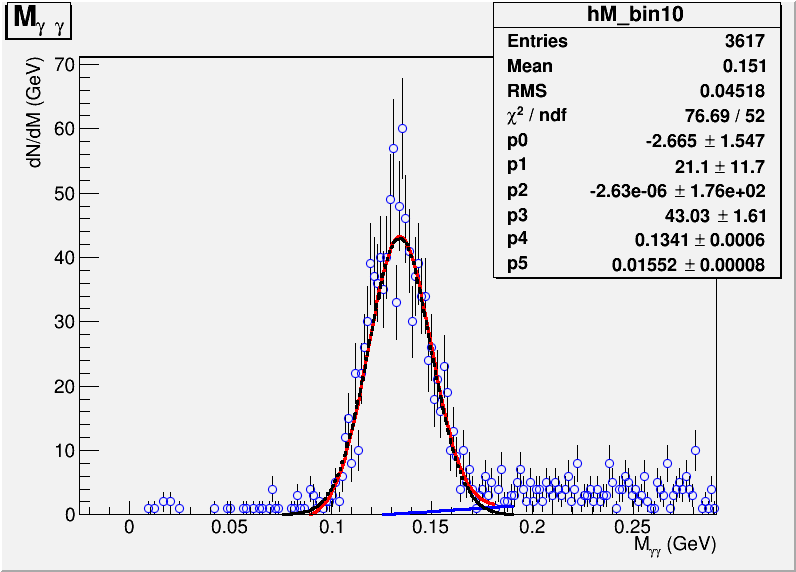 M γ γ
hM_bin10
Entries 3617
Mean 0.151
RMS 0.04518
χ² / ndf 76.69 / 52
p0 -2.665 ± 1.547
p1 21.1 ± 11.7
p2 -2.63e-06 ± 1.76e+02
p3 43.03 ± 1.61
p4 0.1341 ± 0.0006
p5 0.01552 ± 0.00008
dN/dM (GeV)
70
60
50
40
30
20
10
0
0 0.05 0.1 0.15 0.2 0.25
Mγγ (GeV)